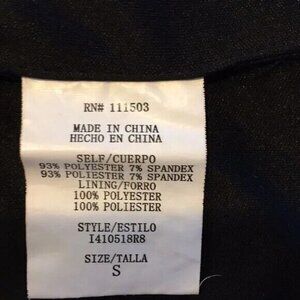 RN# 111503
MADE IN CHINA
HECHO EN CHINA
SELF/CUERPO
93% POLYESTER 7% SPANDEX
93% POLIESTER 7% SPANDEX
LINING/FORRO
100% POLYESTER
100% POLIESTER
STYLE/ESTILO
I410518R8
SIZE/TALLA
S